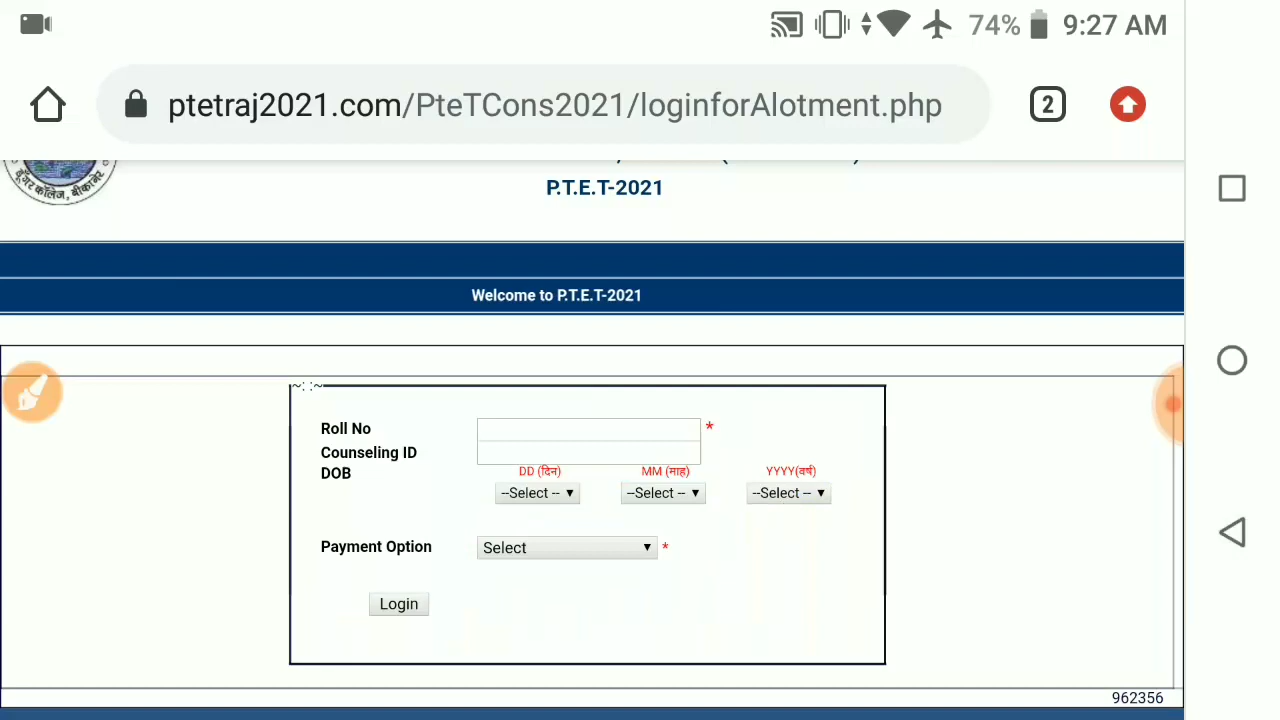 74% 9:27 AM
ptetraj2021.com/PteTCons2021/loginforAlotment.php
2
डूँगर कॉलेज, बीकानेर
P.T.E.T-2021
Welcome to P.T.E.T-2021
~: :~
Roll No *
Counseling ID
DOB DD (दिन) MM (माह) YYYY(वर्ष)
--Select -- --Select -- --Select --
Payment Option Select *
Login
962356